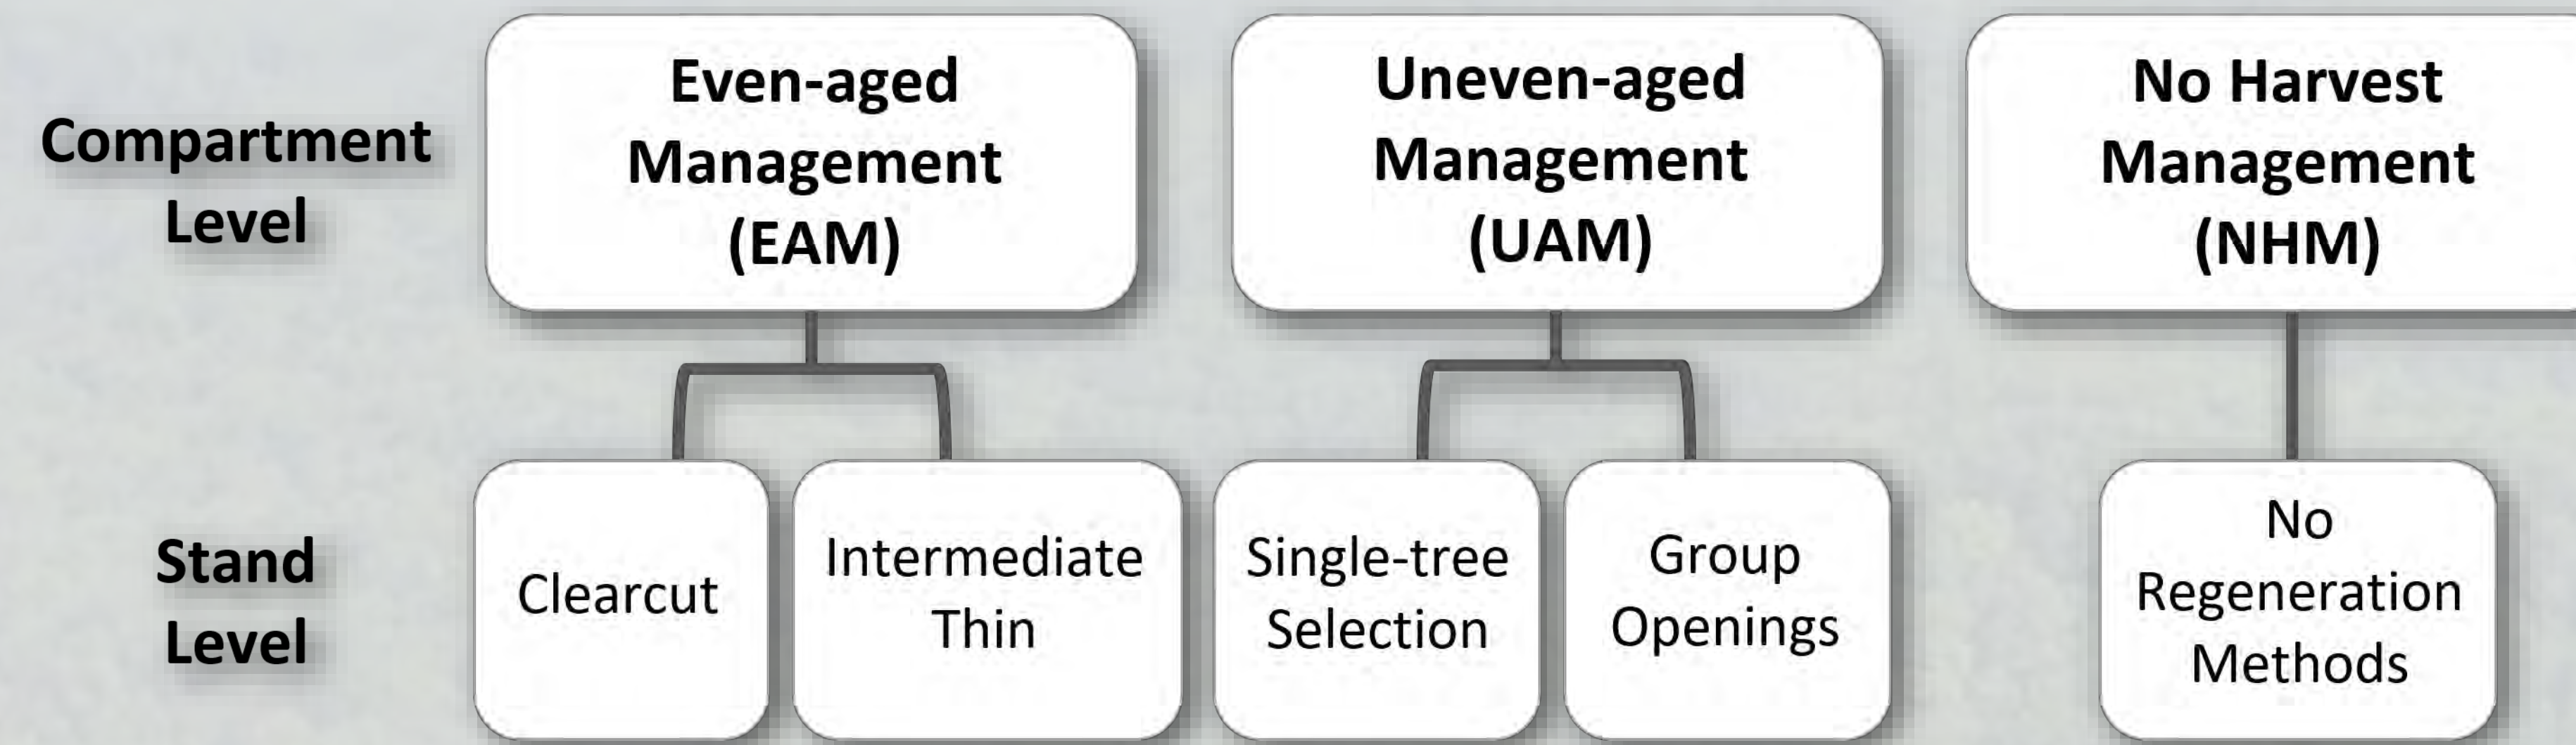 Compartment
Level
Even-aged
Management
(EAM)
Uneven-aged
Management
(UAM)
No Harvest
Management
(NHM)
Stand
Level
Clearcut
Intermediate
Thin
Single-tree
Selection
Group
Openings
No
Regeneration
Methods